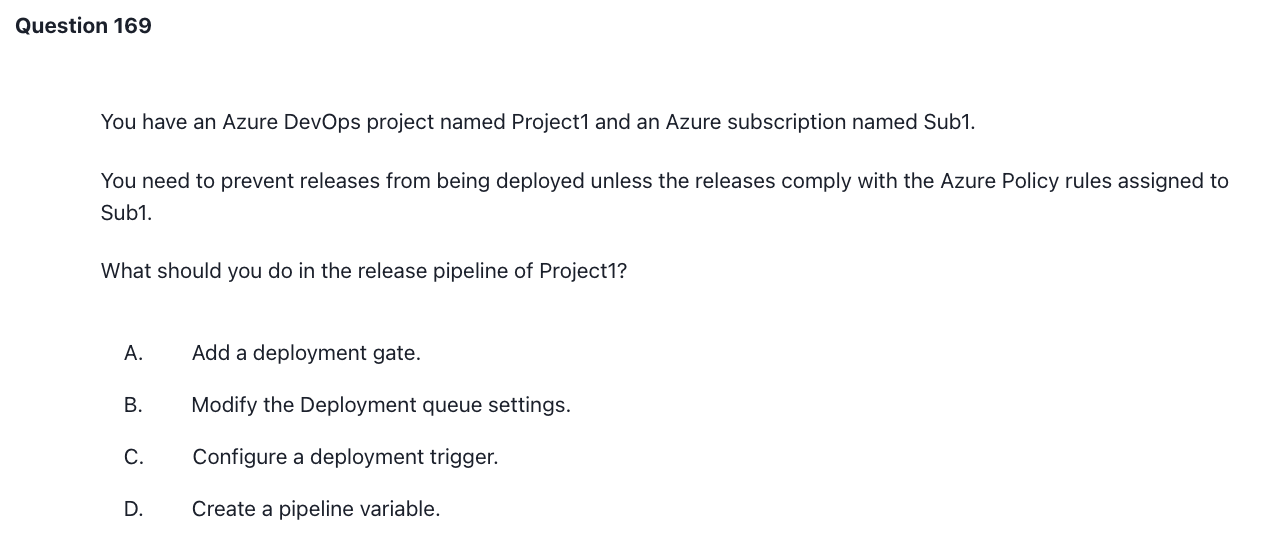 Question 169
You have an Azure DevOps project named Project1 and an Azure subscription named Sub1.
You need to prevent releases from being deployed unless the releases comply with the Azure Policy rules assigned to
Sub1.
What should you do in the release pipeline of Project1?
A. Add a deployment gate.
B. Modify the Deployment queue settings.
C. Configure a deployment trigger.
D. Create a pipeline variable.